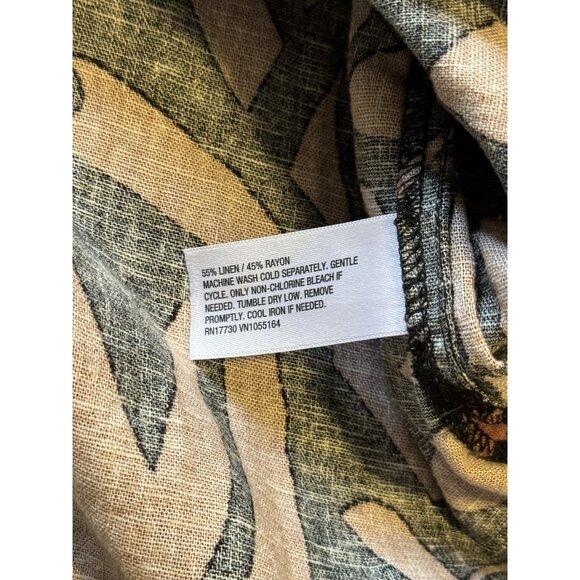 55% LINEN / 45% RAYON
MACHINE WASH COLD SEPARATELY. GENTLE
CYCLE. ONLY NON-CHLORINE BLEACH IF
NEEDED. TUMBLE DRY LOW. REMOVE
PROMPTLY. COOL IRON IF NEEDED.
RN17730 VN1055164